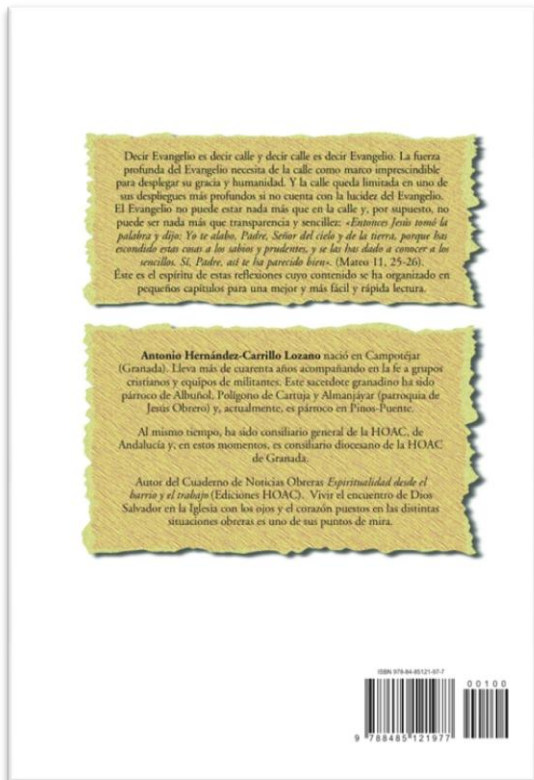 Decir Evangelio es decir calle y decir calle es decir Evangelio. La fuerza
profunda del Evangelio necesita de la calle como marco imprescindible
para desplegar su gracia y humanidad. Y la calle queda limitada en uno de
sus despliegues más profundos si no cuenta con la lucidez del Evangelio.
El Evangelio no puede estar nada más que en la calle y, por supuesto, no
puede ser nada más que transparencia y sencillez: «Entonces Jesús tomó la
palabra y dijo: Yo te alabo, Padre, Señor del cielo y de la tierra, porque has
escondido estas cosas a los sabios y prudentes, y se las has dado a conocer a los
sencillos. Sí, Padre, así te ha parecido bien». (Mateo 11, 25-26).
Éste es el espíritu de estas reflexiones cuyo contenido se ha organizado en
pequeños capítulos para una mejor y más fácil y rápida lectura.
Antonio Hernández-Carrillo Lozano nació en Campotéjar
(Granada). Lleva más de cuarenta años acompañando en la fe a grupos
cristianos y equipos de militantes. Este sacerdote granadino ha sido
párroco de Albuñol, Polígono de Cartuja y Almanjáyar (parroquia de
Jesús Obrero) y, actualmente, es párroco en Pinos-Puente.
Al mismo tiempo, ha sido consiliario general de la HOAC, de
Andalucía y, en estos momentos, es consiliario diocesano de la HOAC
de Granada.
Autor del Cuaderno de Noticias Obreras Espiritualidad desde el
barrio y el trabajo (Ediciones HOAC). Vivir el encuentro de Dios
Salvador en la Iglesia con los ojos y el corazón puestos en las distintas
situaciones obreras es uno de sus puntos de mira.
ISBN 978-84-85121-97-7
00100
9 788485 121977